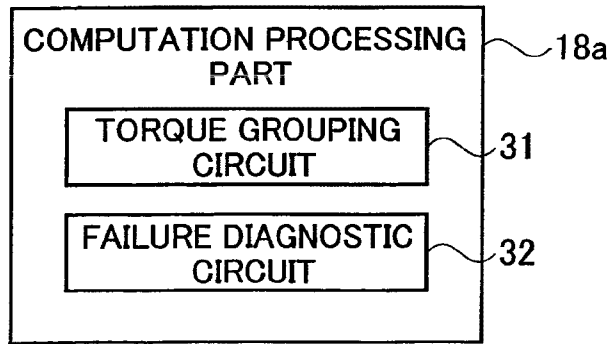 COMPUTATION PROCESSING
PART
18a
TORQUE GROUPING
CIRCUIT
31
FAILURE DIAGNOSTIC
CIRCUIT
32